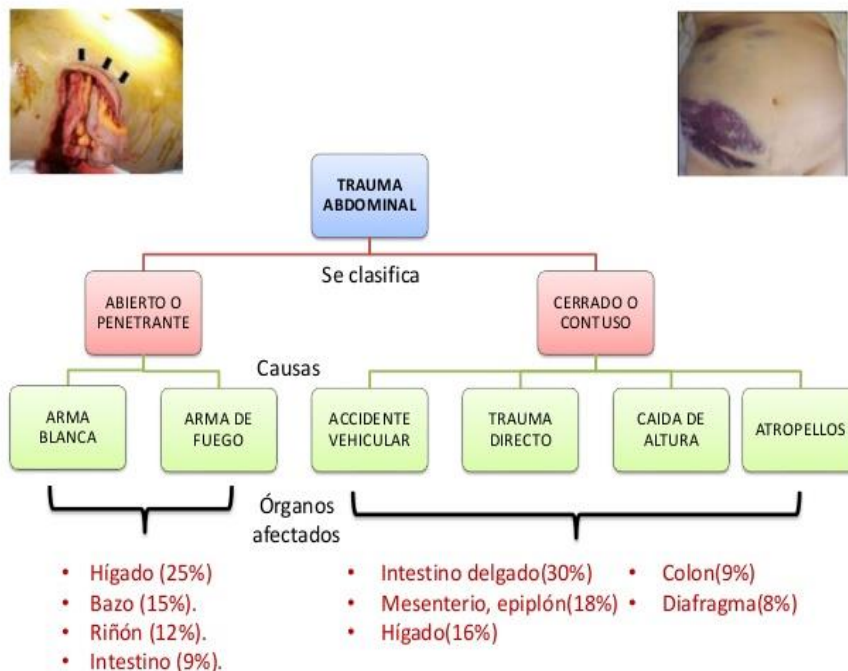 TRAUMA
ABDOMINAL
Se clasifica
ABIERTO O
PENETRANTE
CERRADO O
CONTUSO
Causas
ARMA
BLANCA
ARMA DE
FUEGO
ACCIDENTE
VEHICULAR
TRAUMA
DIRECTO
CAIDA DE
ALTURA
ATROPELLOS
Órganos
afectados
• Hígado (25%)
• Bazo (15%).
• Riñón (12%).
• Intestino (9%).
• Intestino delgado(30%)
• Mesenterio, epiplón(18%)
• Hígado(16%)
• Colon(9%)
• Diafragma(8%)